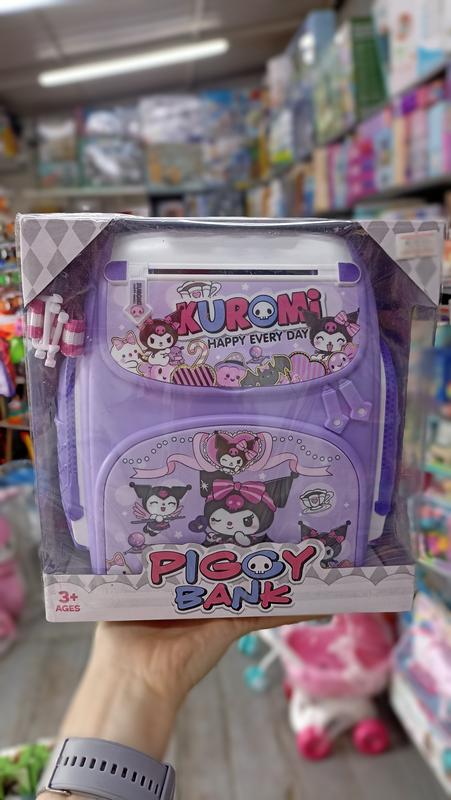 KUROMi
HAPPY EVERY DAY
PIGGY
BANK
3+
AGES